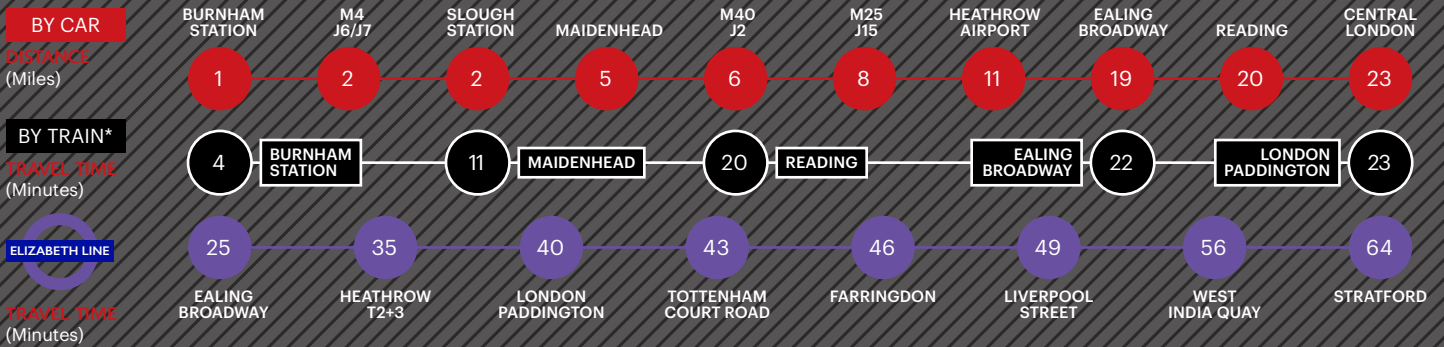 BY CAR
DISTANCE
(Miles)
BURNHAM
STATION
1
M4
J6/J7
2
SLOUGH
STATION
2
MAIDENHEAD
5
M40
J2
6
M25
J15
8
HEATHROW
AIRPORT
11
EALING
BROADWAY
19
READING
20
CENTRAL
LONDON
23
BY TRAIN*
TRAVEL TIME
(Minutes)
4
BURNHAM
STATION
11
MAIDENHEAD
20
READING
EALING
BROADWAY
22
LONDON
PADDINGTON
23
ELIZABETH LINE
TRAVEL TIME
(Minutes)
25
EALING
BROADWAY
35
HEATHROW
T2+3
40
LONDON
PADDINGTON
43
TOTTENHAM
COURT ROAD
46
FARRINGDON
49
LIVERPOOL
STREET
56
WEST
INDIA QUAY
64
STRATFORD